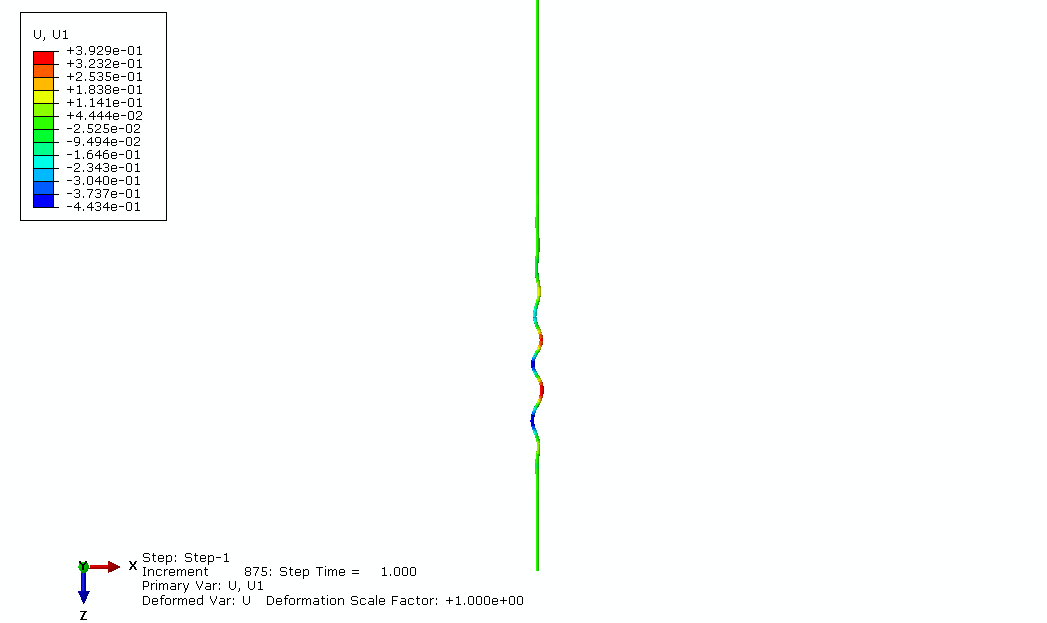 U, U1
+3.929e-01
+3.232e-01
+2.535e-01
+1.838e-01
+1.141e-01
+4.444e-02
-2.525e-02
-9.494e-02
-1.646e-01
-2.343e-01
-3.040e-01
-3.737e-01
-4.434e-01
Y X
Z
Step: Step-1
Increment 875: Step Time = 1.000
Primary Var: U, U1
Deformed Var: U Deformation Scale Factor: +1.000e+00